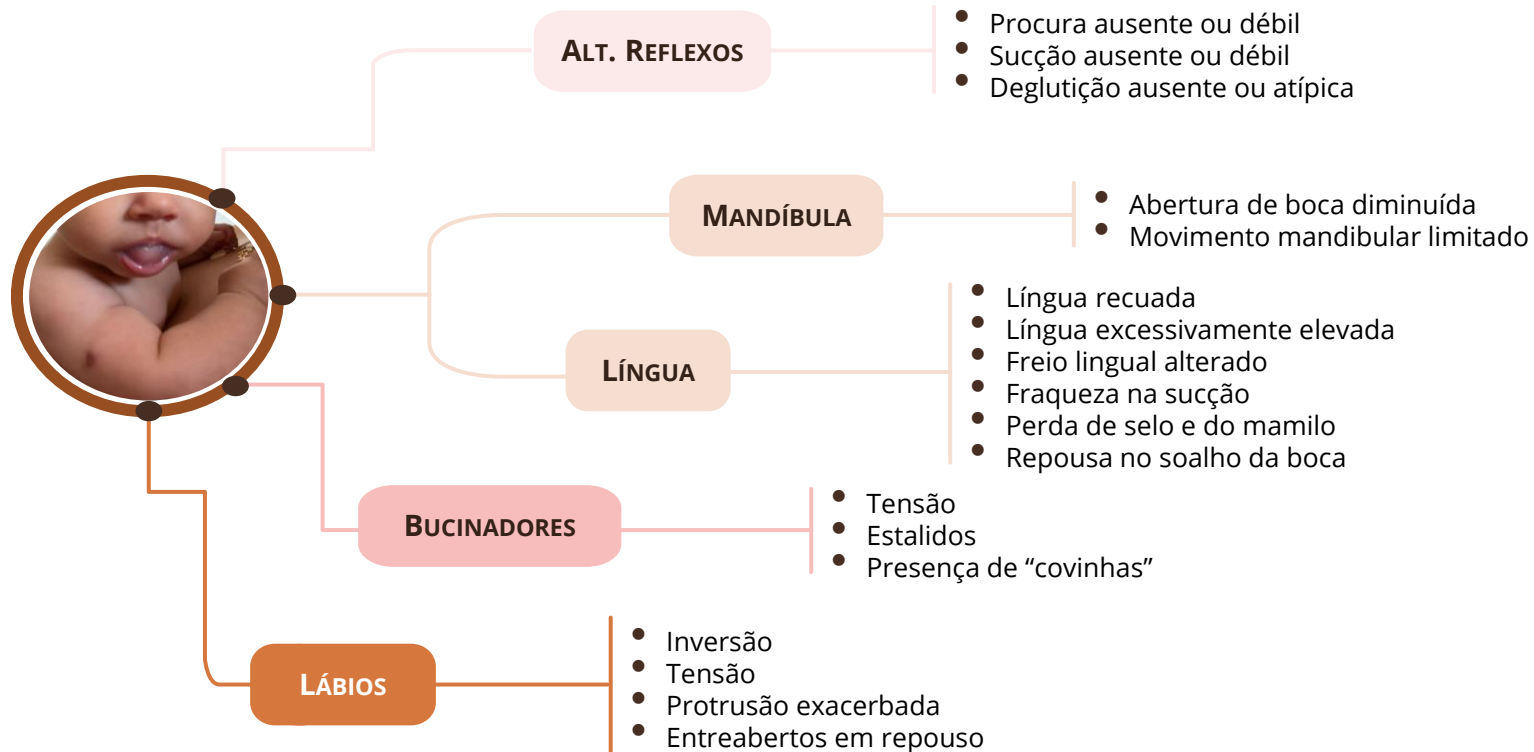 ALT. REFLEXOS
Procura ausente ou débil
Sucção ausente ou débil
Deglutição ausente ou atípica
MANDÍBULA
Abertura de boca diminuída
Movimento mandibular limitado
LÍNGUA
Língua recuada
Língua excessivamente elevada
Freio lingual alterado
Fraqueza na sucção
Perda de selo e do mamilo
Repousa no soalho da boca
BUCINADORES
Tensão
Estalidos
Presença de “covinhas”
LÁBIOS
Inversão
Tensão
Protrusão exacerbada
Entreabertos em repouso